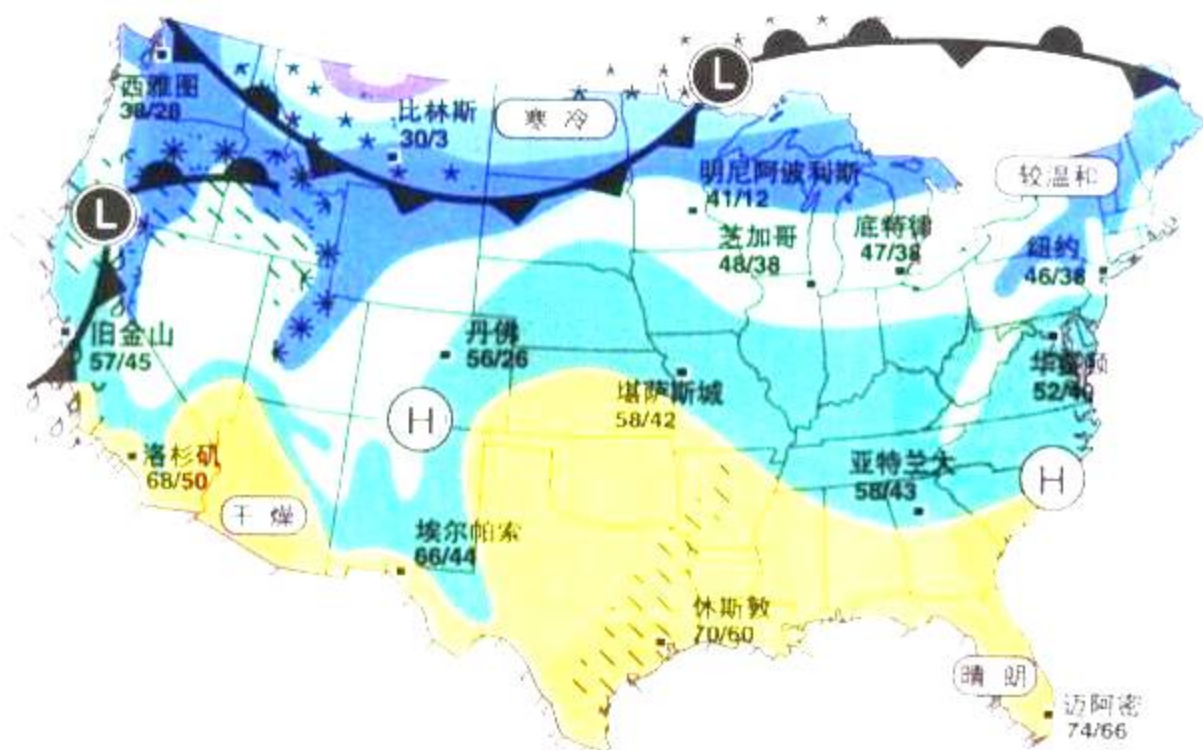 L
西雅图
38/28
比林斯
30/3
寒冷
明尼阿波利斯
41/12
较温和
L
芝加哥
48/38
底特律
47/38
纽约
46/38
旧金山
57/45
丹佛
56/26
堪萨斯城
58/42
华盛顿
52/40
H
洛杉矶
68/50
亚特兰大
58/43
H
干燥
埃尔帕索
66/44
休斯敦
70/60
晴朗
迈阿密
74/66